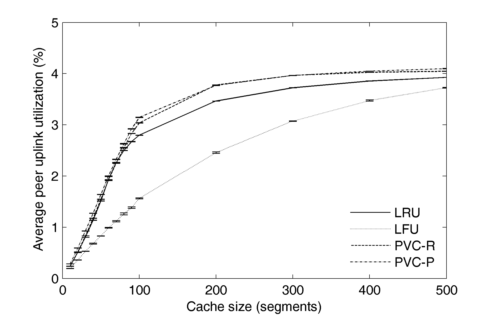 Average peer uplink utilization (%)
5
4
3
2
1
0
0 100 200 300 400 500
Cache size (segments)
LRU
LFU
PVC-R
PVC-P